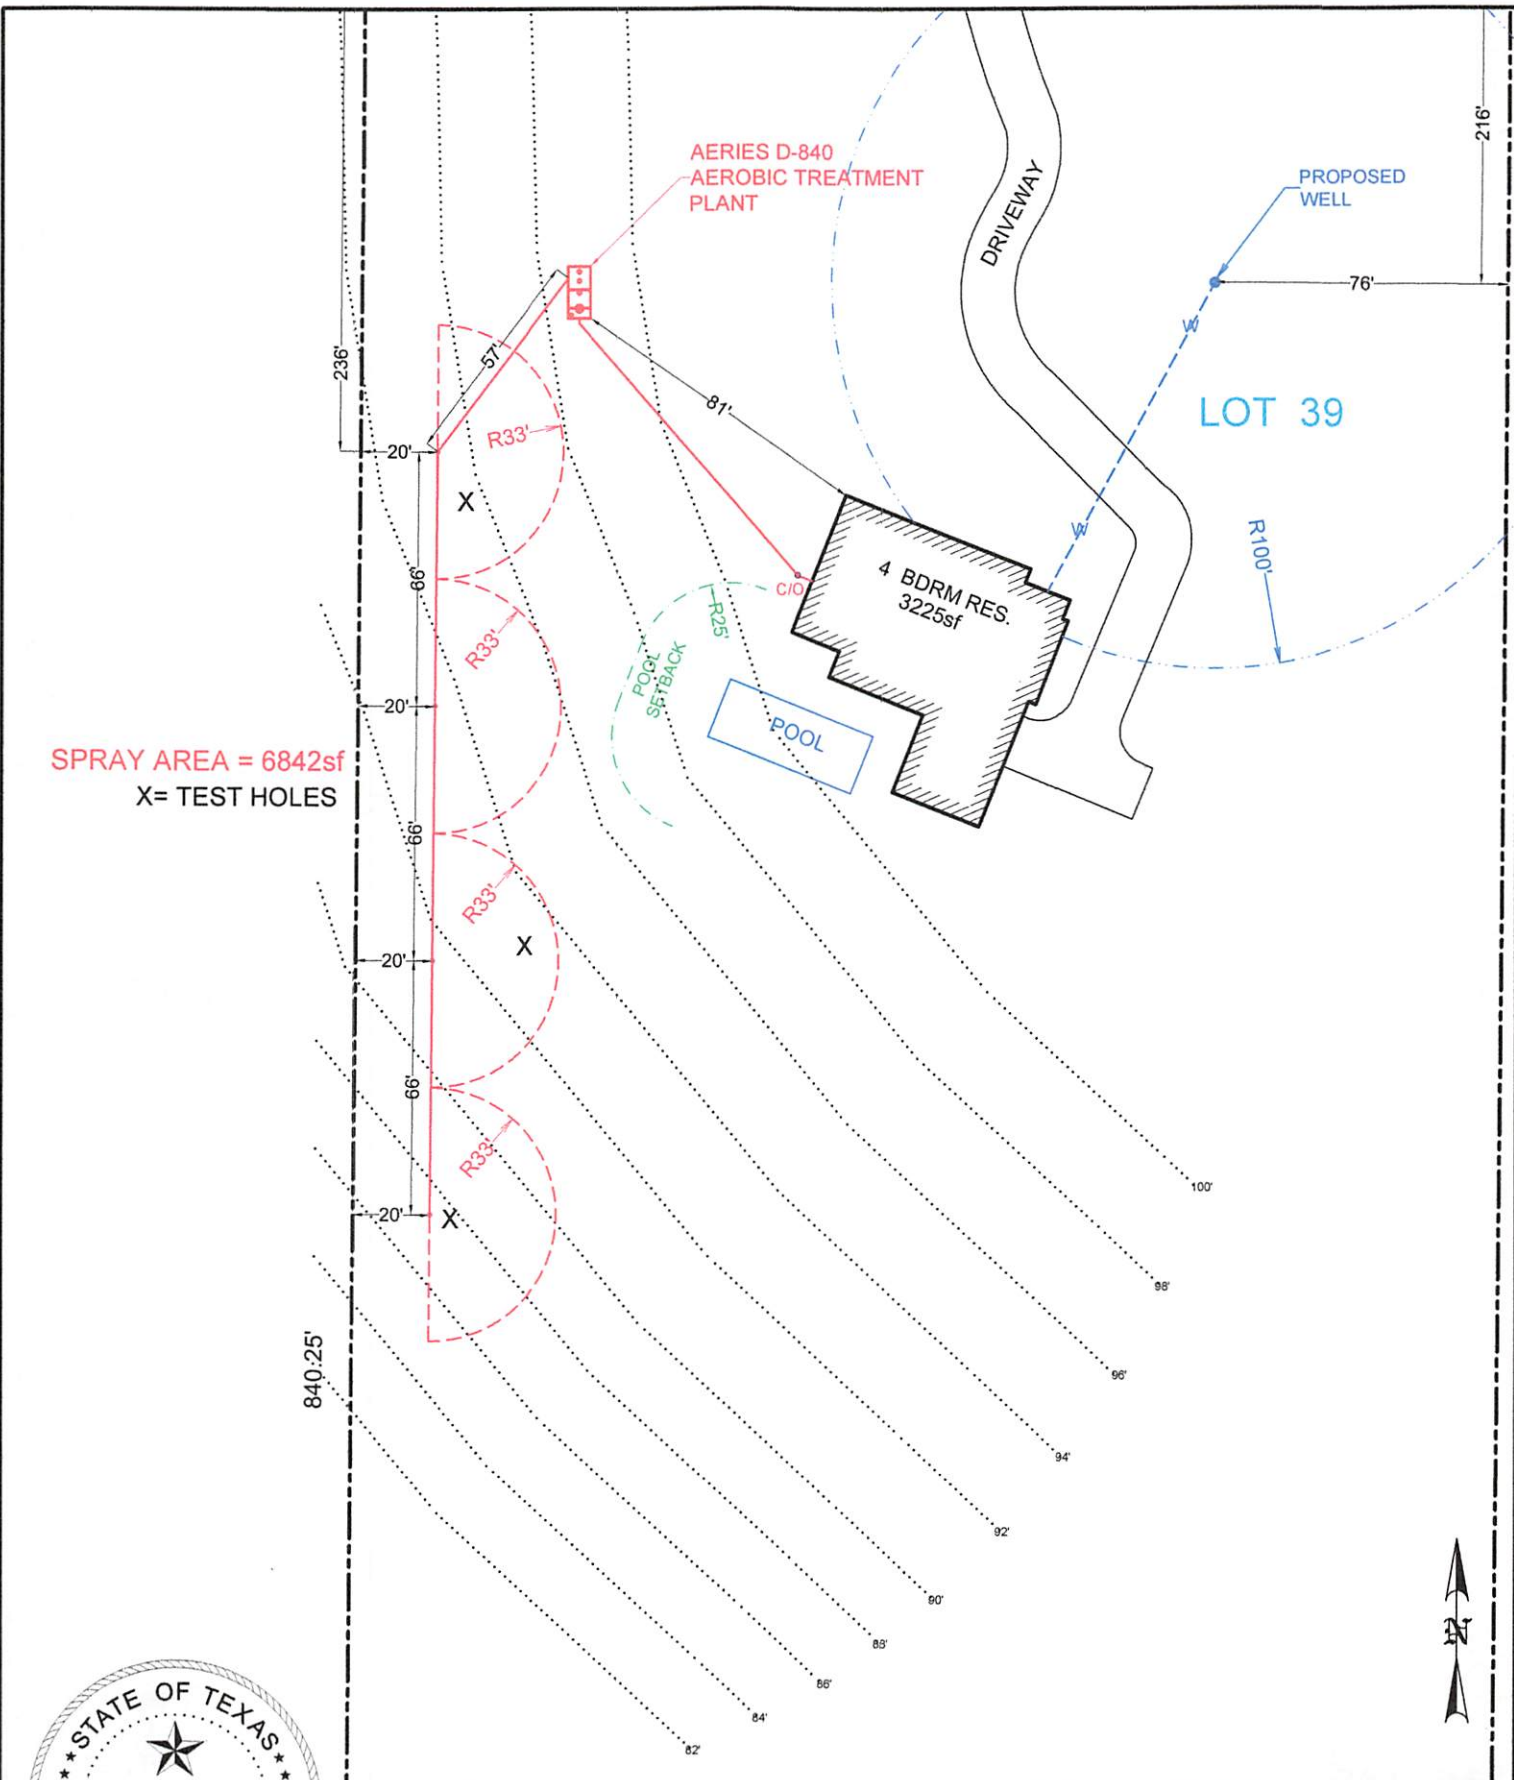 216'
AERIES D-840
AEROBIC TREATMENT
PLANT
PROPOSED
WELL
DRIVEWAY
76'
W
57'
236'
81'
LOT 39
R33'
20'
X
W
R100'
66'
4 BDRM RES.
3225sf
C/O
R25'
R33'
POOL
SETBACK
20'
POOL
SPRAY AREA = 6842sf
X= TEST HOLES
66'
R33'
X
20'
66'
R33'
100'
20'
X
98'
840.25'
96'
94'
92'
90'
N
88'
86'
STATE OF TEXAS
84'
82'